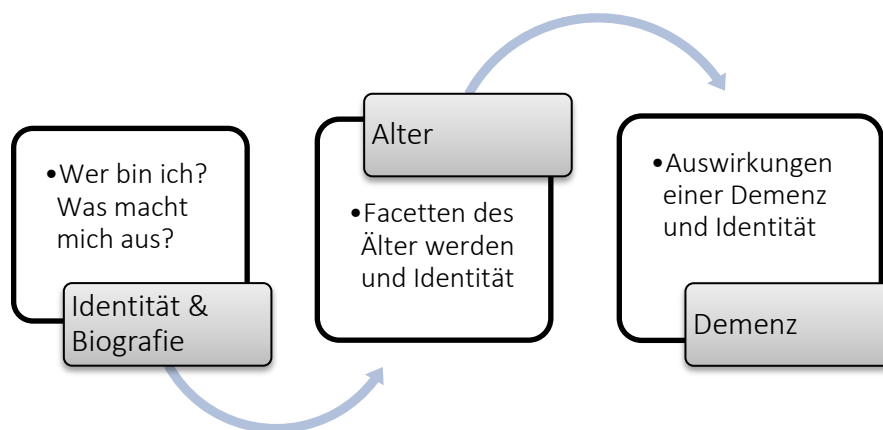 •Wer bin ich?
Was macht
mich aus?
Identität &
Biografie
Alter
•Facetten des
Älter werden
und Identität
•Auswirkungen
einer Demenz
und Identität
Demenz